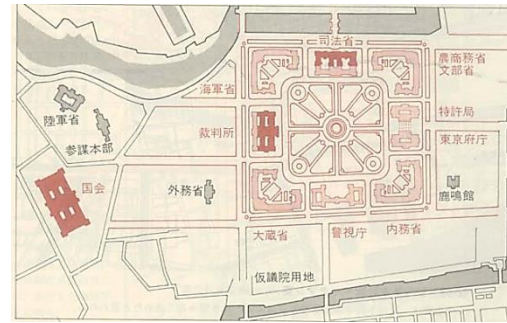 司法省
農商務省
文部省
海軍省
特許局
陸軍省
裁判所
東京府庁
参謀本部
国会
外務省
鹿鳴館
大蔵省
警視庁
内務省
仮議院用地